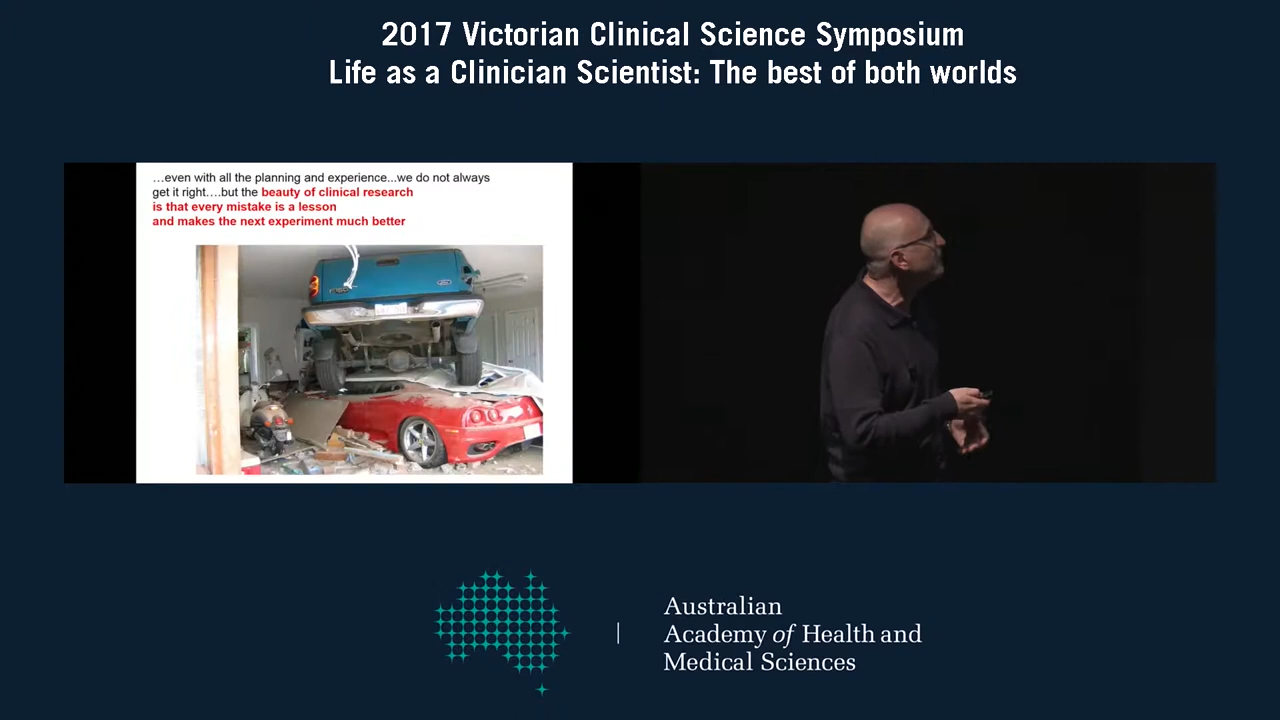 2017 Victorian Clinical Science Symposium
Life as a Clinician Scientist: The best of both worlds
…even with all the planning and experience...we do not always
get it right….but the beauty of clinical research
is that every mistake is a lesson
and makes the next experiment much better
Australian
Academy of Health and
Medical Sciences